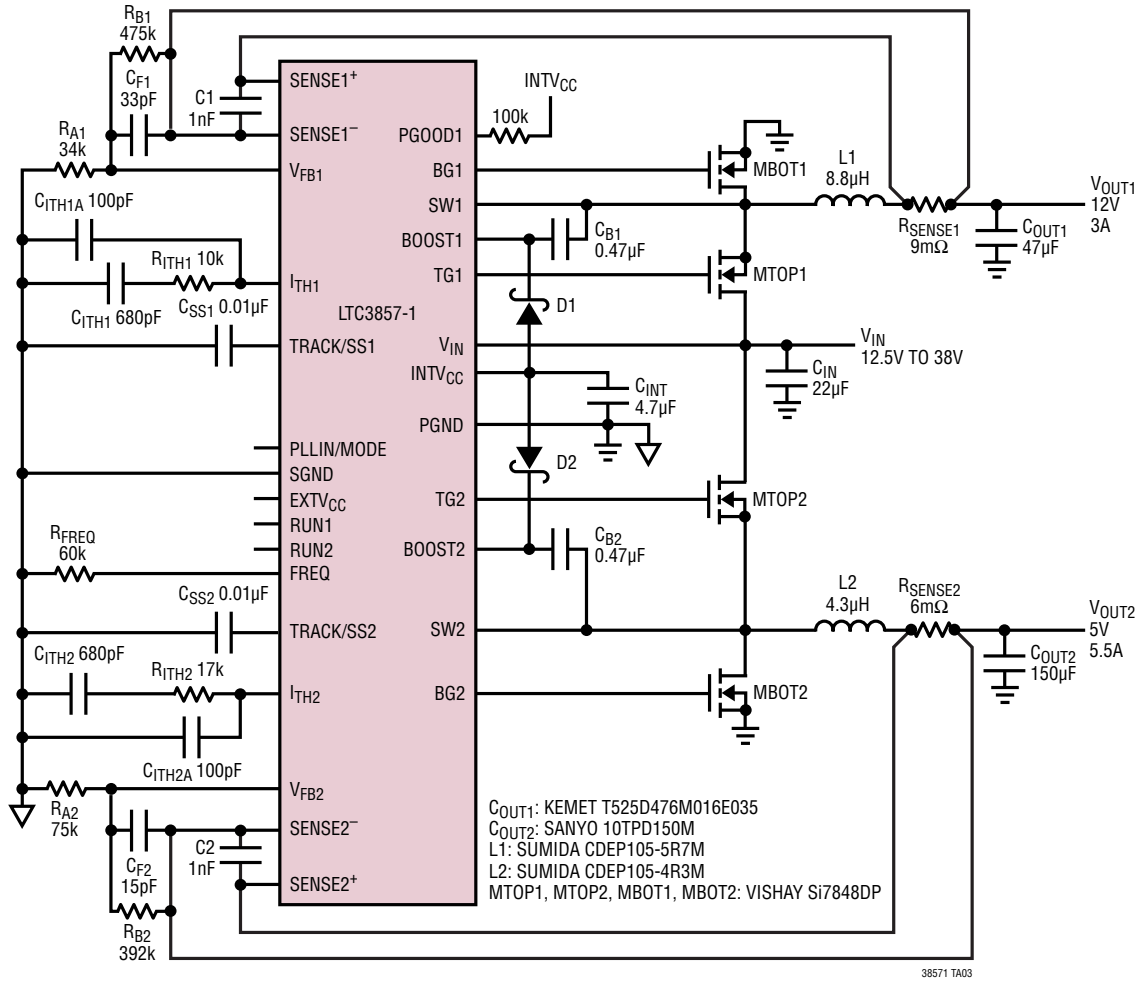 RB1
475k
CF1
33pF
RA1
34k
C1
1nF
CITH1A 100pF
RITH1 10k
CITH1 680pF
CSS1 0.01µF
RFREQ
60k
CSS2 0.01µF
CITH2 680pF
RITH2 17k
CITH2A 100pF
RA2
75k
CF2
15pF
RB2
392k
C2
1nF
SENSE1+
SENSE1–
VFB1
ITH1
TRACK/SS1
PLLIN/MODE
SGND
EXTVCC
RUN1
RUN2
FREQ
TRACK/SS2
ITH2
VFB2
SENSE2–
SENSE2+
LTC3857-1
PGOOD1
BG1
SW1
BOOST1
TG1
VIN
INTVCC
PGND
TG2
BOOST2
SW2
BG2
INTVCC
100k
MBOT1
CB1
0.47µF
MTOP1
D1
L1
8.8µH
RSENSE1
9mΩ
VOUT1
12V
3A
COUT1
47µF
VIN
12.5V TO 38V
CIN
22µF
CINT
4.7µF
D2
MTOP2
CB2
0.47µF
L2
4.3µH
RSENSE2
6mΩ
VOUT2
5V
5.5A
COUT2
150µF
MBOT2
COUT1: KEMET T525D476M016E035
COUT2: SANYO 10TPD150M
L1: SUMIDA CDEP105-5R7M
L2: SUMIDA CDEP105-4R3M
MTOP1, MTOP2, MBOT1, MBOT2: VISHAY Si7848DP
38571 TA03